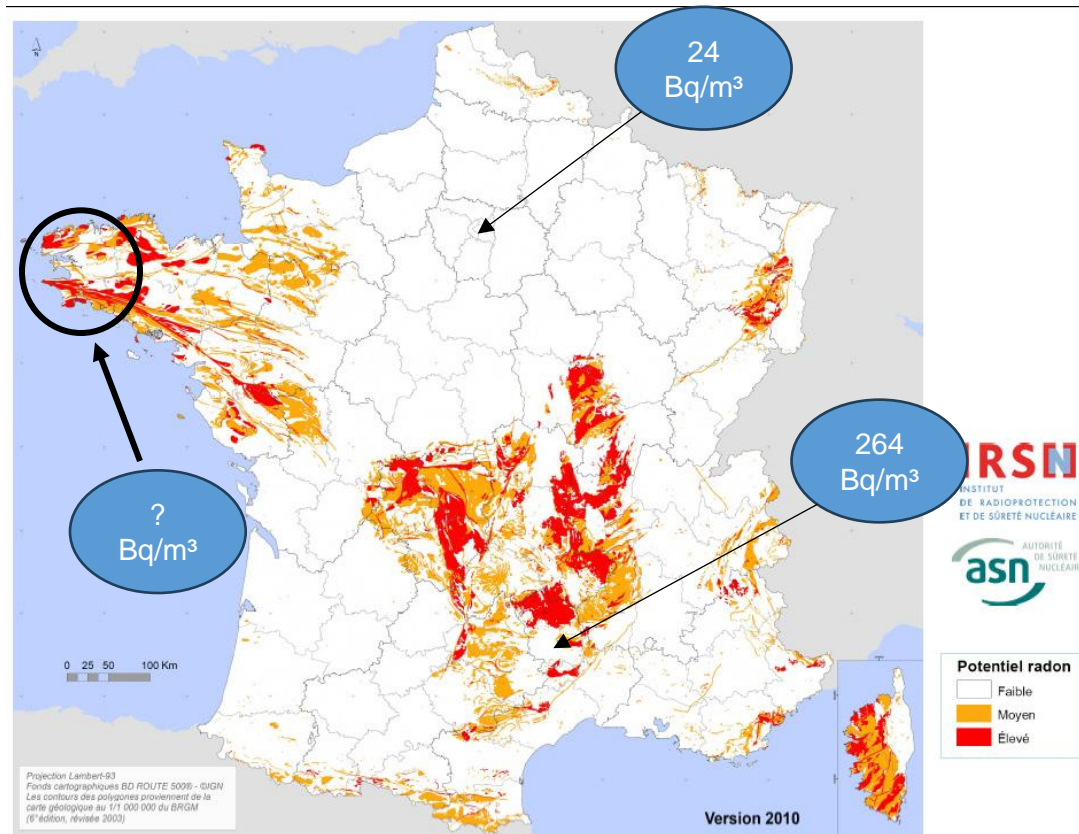 24
Bq/m³
264
Bq/m³
?
Bq/m³
IRSN
INSTITUT
DE RADIOPROTECTION
ET DE SÛRETÉ NUCLÉAIRE
asn
AUTORITÉ
DE SÛRETÉ
NUCLÉAIRE
N
0 25 50 100 Km
Potentiel radon
Faible
Moyen
Élevé
Projection Lambert-93
Fonds cartographiques BD ROUTE 500® - ©IGN
Les contours des polygones proviennent de la
carte géologique au 1/1 000 000 du BRGM
(6° édition, révisée 2003)
Version 2010